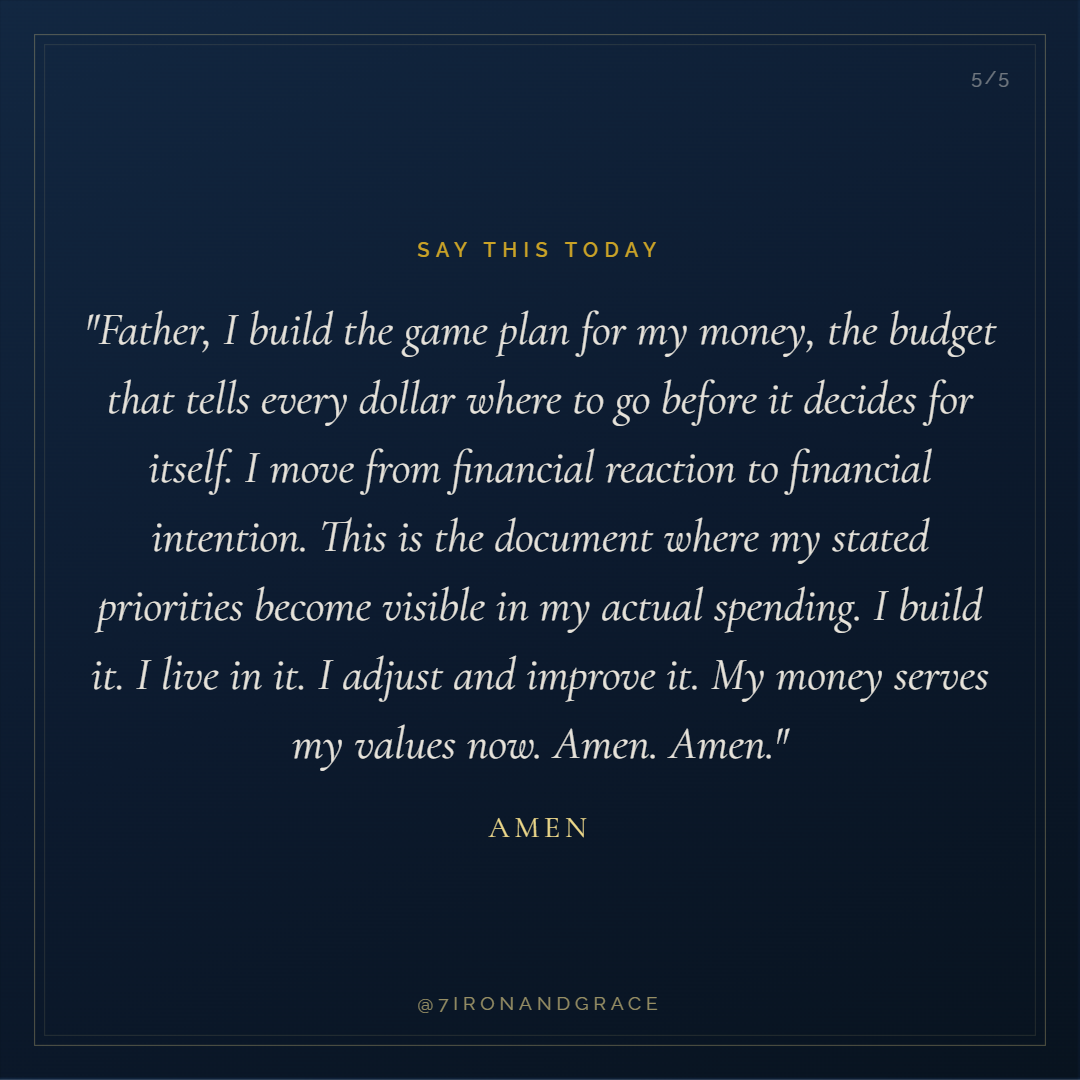 5/5
SAY THIS TODAY
"Father, I build the game plan for my money, the budget
that tells every dollar where to go before it decides for
itself. I move from financial reaction to financial
intention. This is the document where my stated
priorities become visible in my actual spending. I build
it. I live in it. I adjust and improve it. My money serves
my values now. Amen. Amen."
AMEN
@7IRONANDGRACE